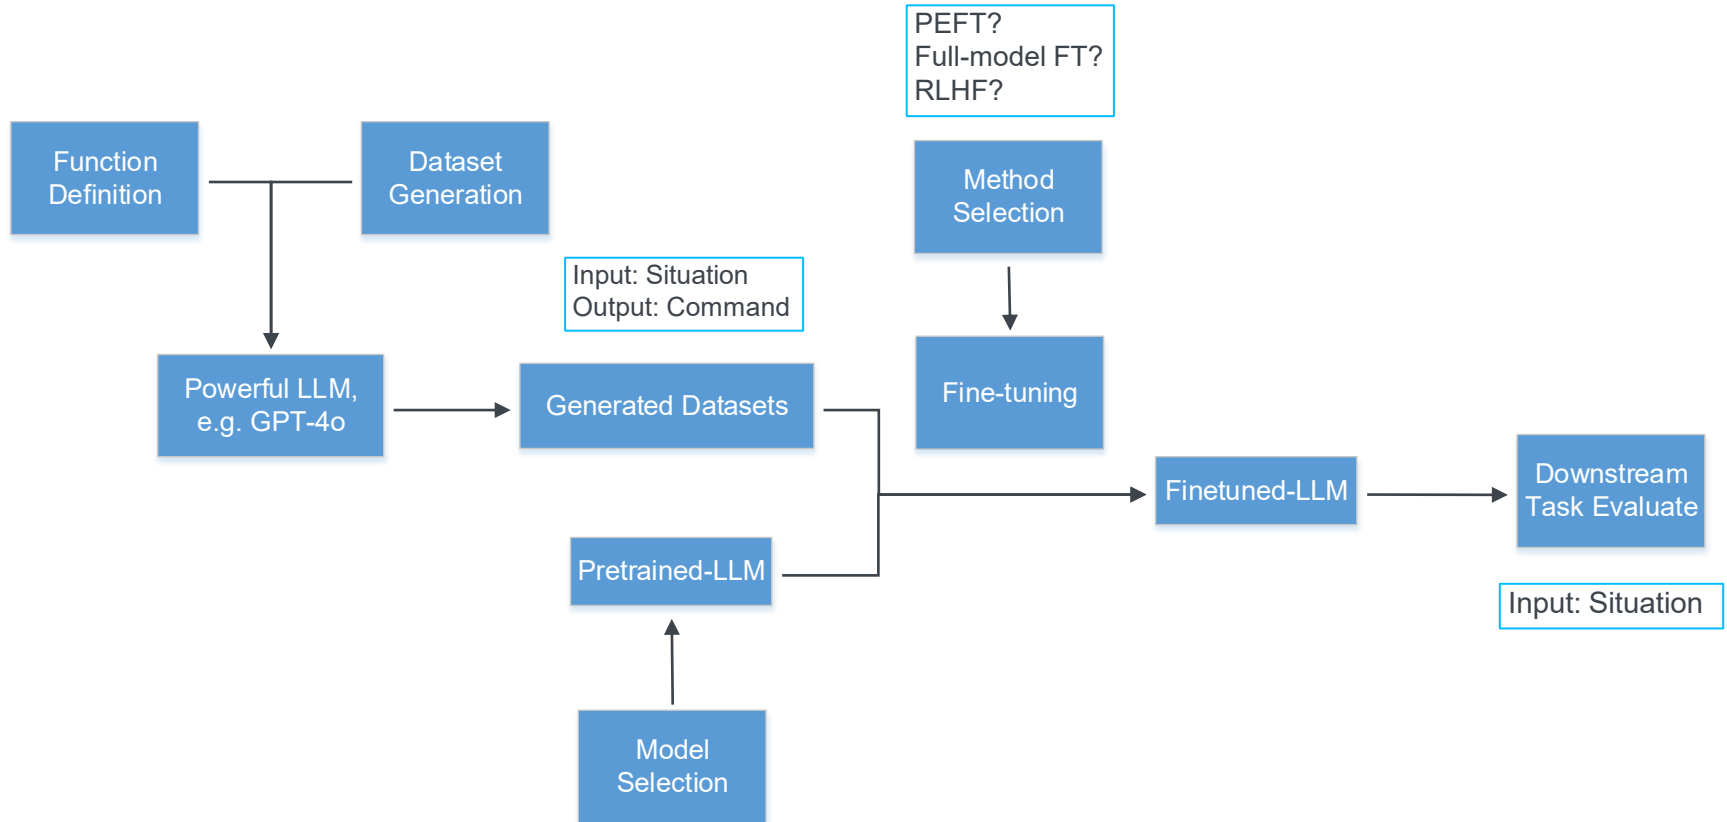 PEFT?
Full-model FT?
RLHF?
Function
Definition
Dataset
Generation
Method
Selection
Input: Situation
Output: Command
Powerful LLM,
e.g. GPT-4o
Generated Datasets
Fine-tuning
Finetuned-LLM
Downstream
Task Evaluate
Pretrained-LLM
Input: Situation
Model
Selection